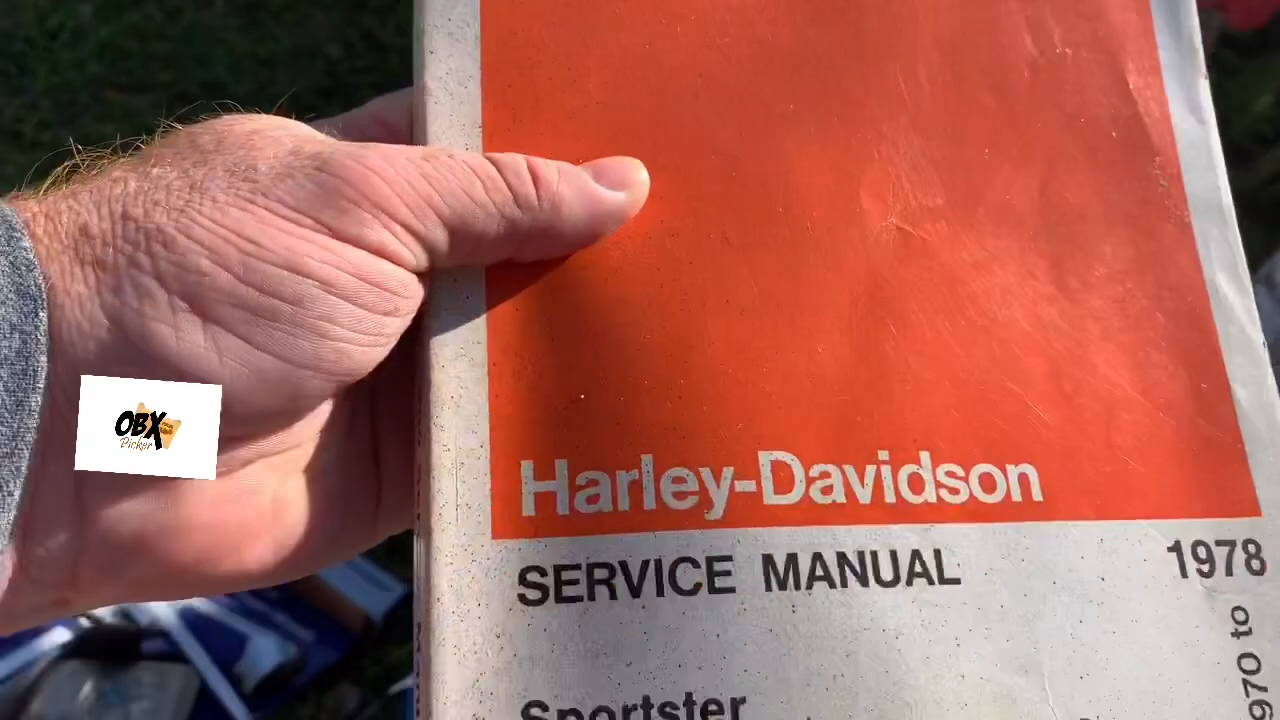 Harley-Davidson
SERVICE MANUAL
1978
970 to
Sportster
OBX
Picker